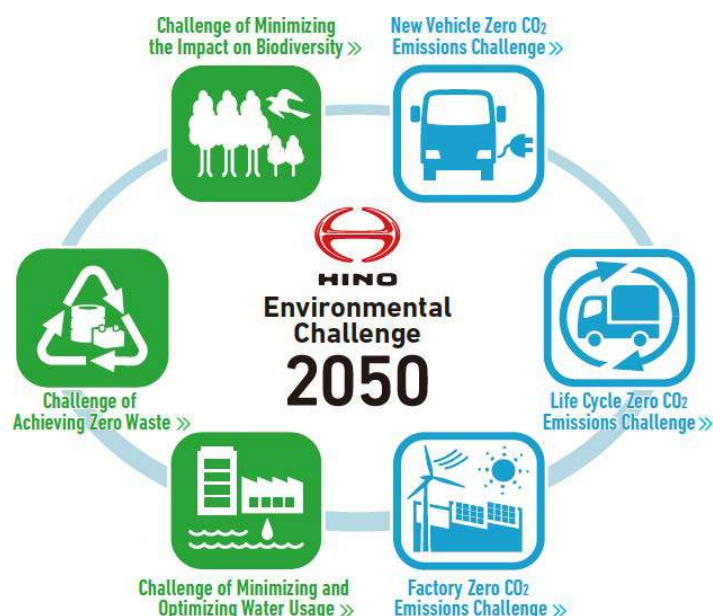 Challenge of Minimizing
the Impact on Biodiversity »
New Vehicle Zero CO₂
Emissions Challenge »
HINO
Environmental
Challenge
2050
Challenge of
Achieving Zero Waste »
Life Cycle Zero CO₂
Emissions Challenge »
Challenge of Minimizing and
Optimizing Water Usage »
Factory Zero CO₂
Emissions Challenge »